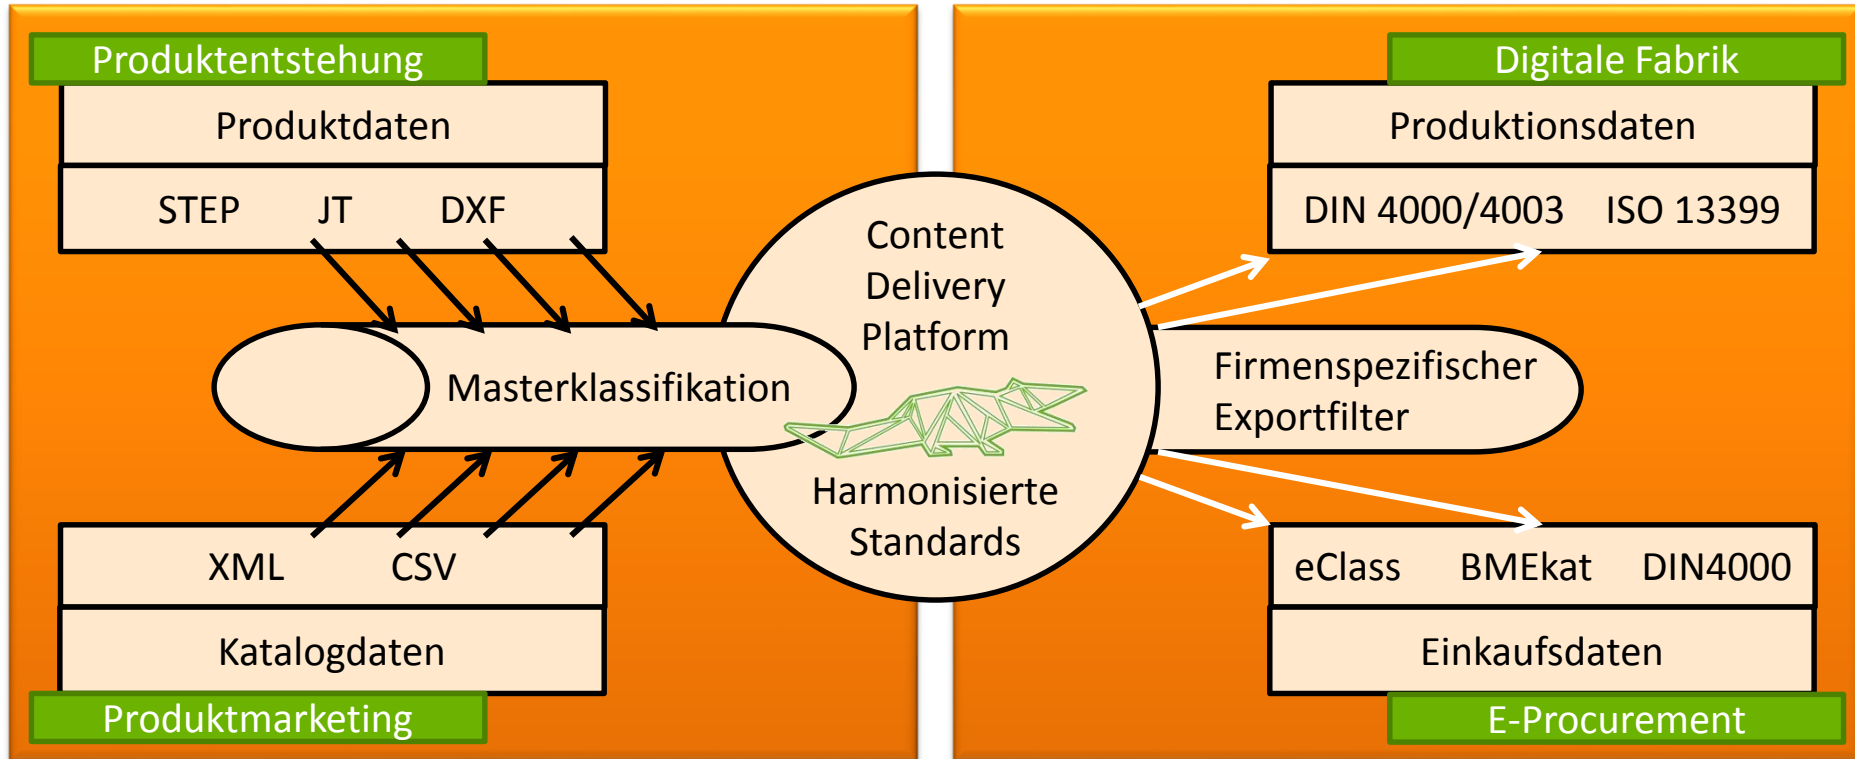 Produktentstehung
Produktdaten
STEP JT DXF
Masterklassifikation
XML CSV
Katalogdaten
Produktmarketing
Content
Delivery
Platform
Harmonisierte
Standards
Digitale Fabrik
Produktionsdaten
DIN 4000/4003 ISO 13399
Firmenspezifischer
Exportfilter
eClass BMEkat DIN4000
Einkaufsdaten
E-Procurement